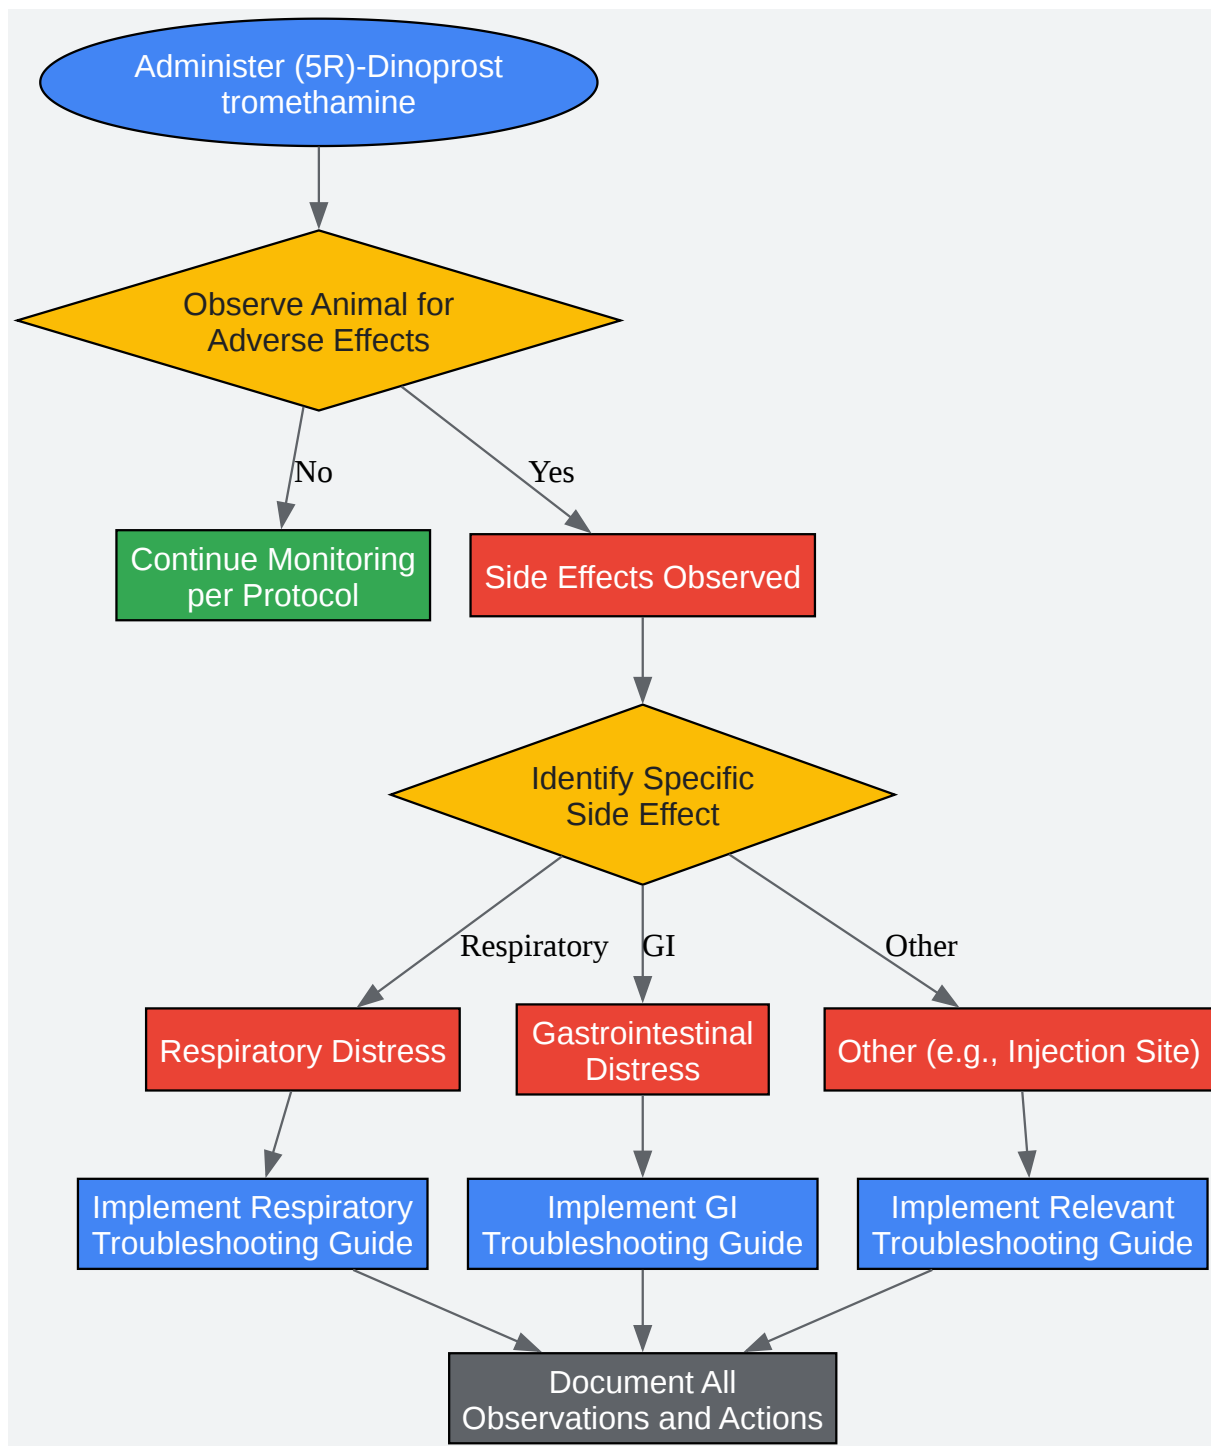 Administer (5R)-Dinoprost
tromethamine
Observe Animal for
Adverse Effects
No
Yes
Continue Monitoring
per Protocol
Side Effects Observed
Identify Specific
Side Effect
Respiratory
GI
Other
Respiratory Distress
Gastrointestinal
Distress
Other (e.g., Injection Site)
Implement Respiratory
Troubleshooting Guide
Implement GI
Troubleshooting Guide
Implement Relevant
Troubleshooting Guide
Document All
Observations and Actions